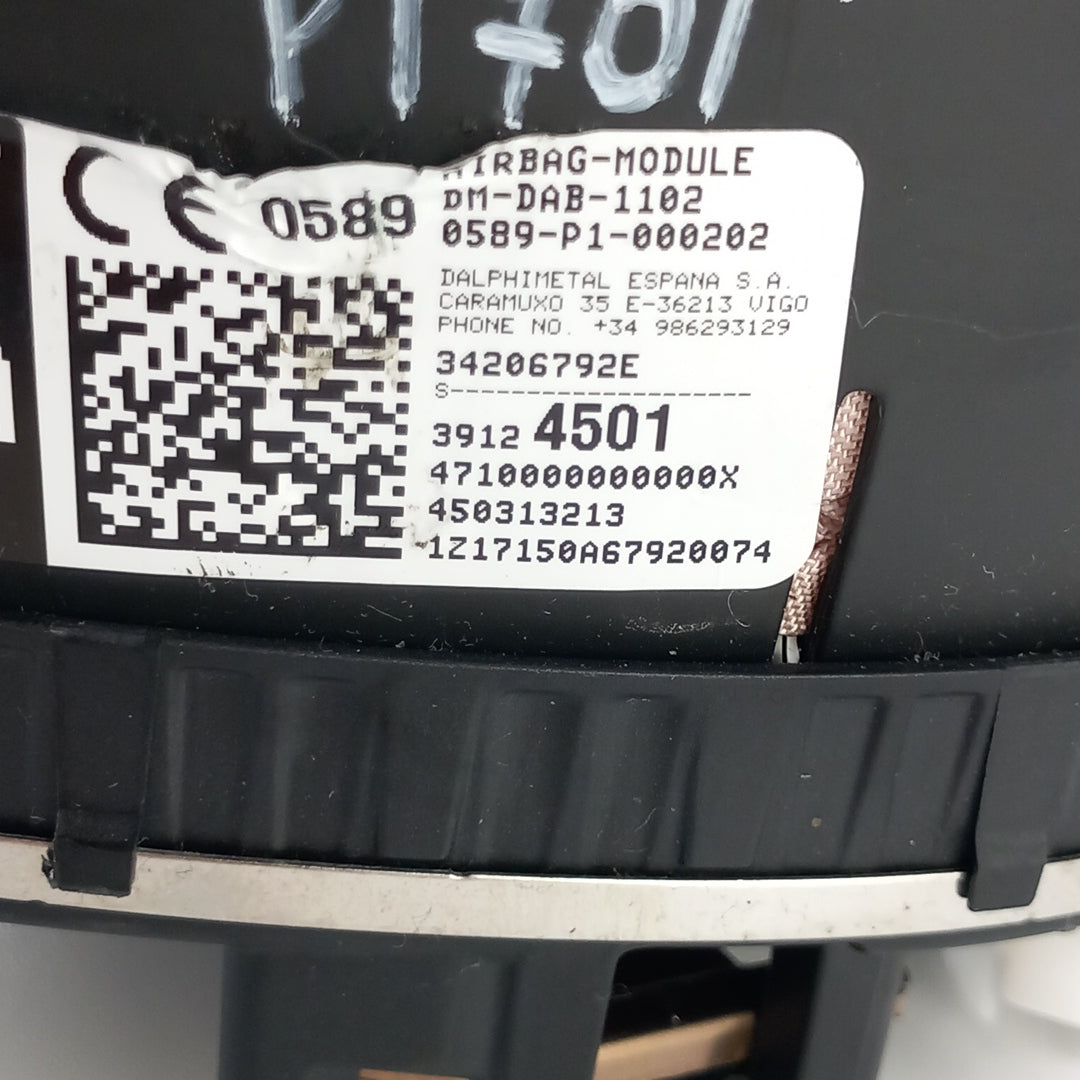 P1701
CE 0589
AIRBAG-MODULE
DM-DAB-1102
0589-P1-000202
DALPHIMETAL ESPANA S.A.
CARAMUXO 35 E-36213 VIGO
PHONE NO. +34 986293129
34206792E
S--------------------
3912 4501
4710000000000X
450313213
1Z17150A67920074